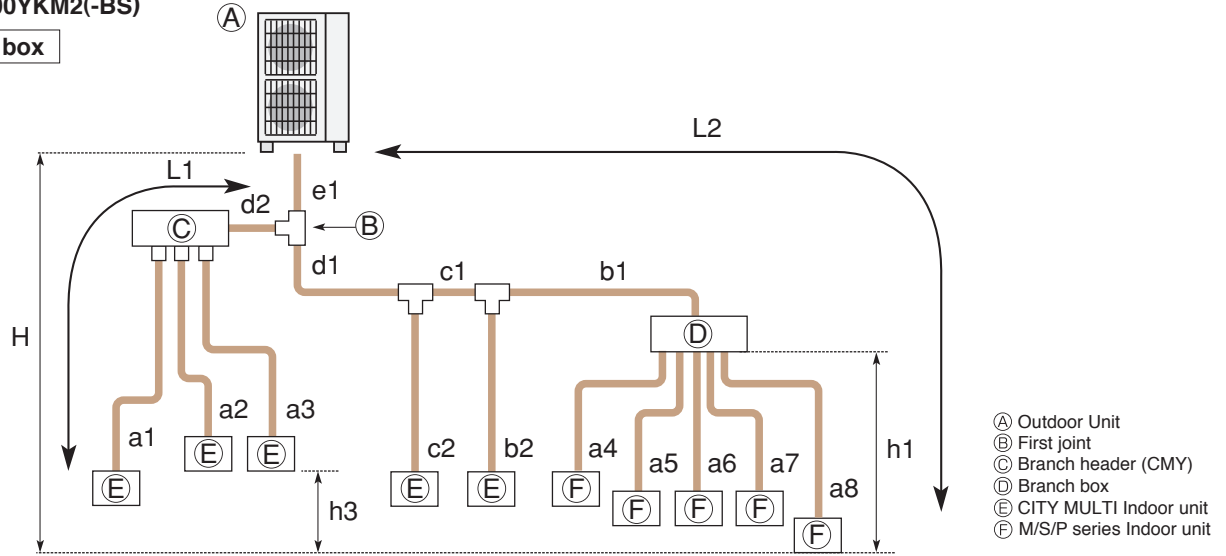 00YKM2(-BS)
box
A
L2
L1
e1
d2
B
C
d1
c1
b1
H
D
a1
a2
a3
c2
b2
a4
a5
a6
a7
a8
h1
h3
E
E
E
E
E
F
F
F
F
F
A Outdoor Unit
B First joint
C Branch header (CMY)
D Branch box
E CITY MULTI Indoor unit
F M/S/P series Indoor unit